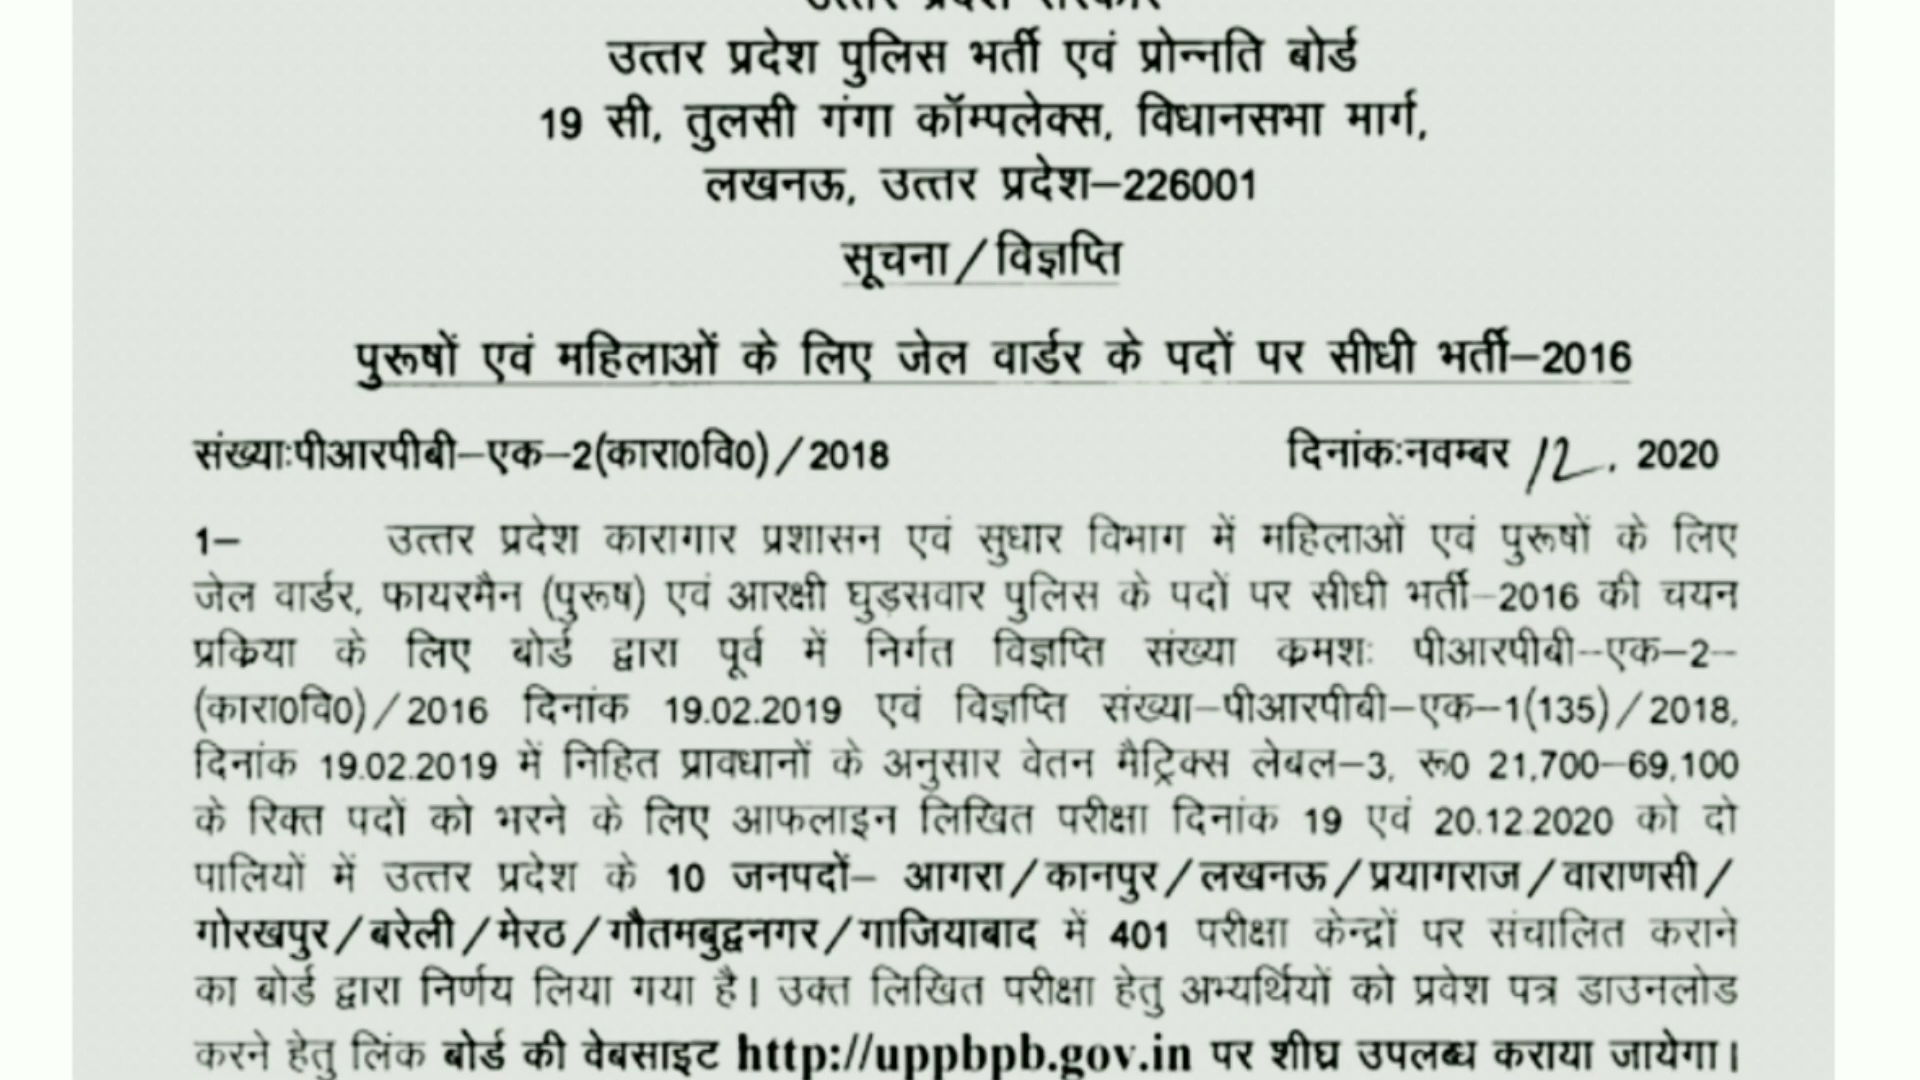 उत्तर प्रदेश सरकार
उत्तर प्रदेश पुलिस भर्ती एवं प्रोन्नति बोर्ड
19 सी, तुलसी गंगा कॉम्पलेक्स, विधानसभा मार्ग,
लखनऊ, उत्तर प्रदेश–226001
सूचना/विज्ञप्ति
पुरूषों एवं महिलाओं के लिए जेल वार्डर के पदों पर सीधी भर्ती–2016
संख्या:पीआरपीबी–एक–2(कारा0वि0)/2018 दिनांक:नवम्बर 12, 2020
1– उत्तर प्रदेश कारागार प्रशासन एवं सुधार विभाग में महिलाओं एवं पुरूषों के लिए
जेल वार्डर, फायरमैन (पुरूष) एवं आरक्षी घुड़सवार पुलिस के पदों पर सीधी भर्ती–2016 की चयन
प्रक्रिया के लिए बोर्ड द्वारा पूर्व में निर्गत विज्ञप्ति संख्या क्रमशः पीआरपीबी–एक–2–
(कारा0वि0)/2016 दिनांक 19.02.2019 एवं विज्ञप्ति संख्या–पीआरपीबी–एक–1(135)/2018,
दिनांक 19.02.2019 में निहित प्रावधानों के अनुसार वेतन मैट्रिक्स लेबल–3, रू0 21,700–69,100
के रिक्त पदों को भरने के लिए आफलाइन लिखित परीक्षा दिनांक 19 एवं 20.12.2020 को दो
पालियों में उत्तर प्रदेश के 10 जनपदों– आगरा/कानपुर/लखनऊ/प्रयागराज/वाराणसी/
गोरखपुर/बरेली/मेरठ/गौतमबुद्वनगर/गाजियाबाद में 401 परीक्षा केन्द्रों पर संचालित कराने
का बोर्ड द्वारा निर्णय लिया गया है। उक्त लिखित परीक्षा हेतु अभ्यर्थियों को प्रवेश पत्र डाउनलोड
करने हेतु लिंक बोर्ड की वेबसाइट http://uppbpb.gov.in पर शीघ्र उपलब्ध कराया जायेगा।